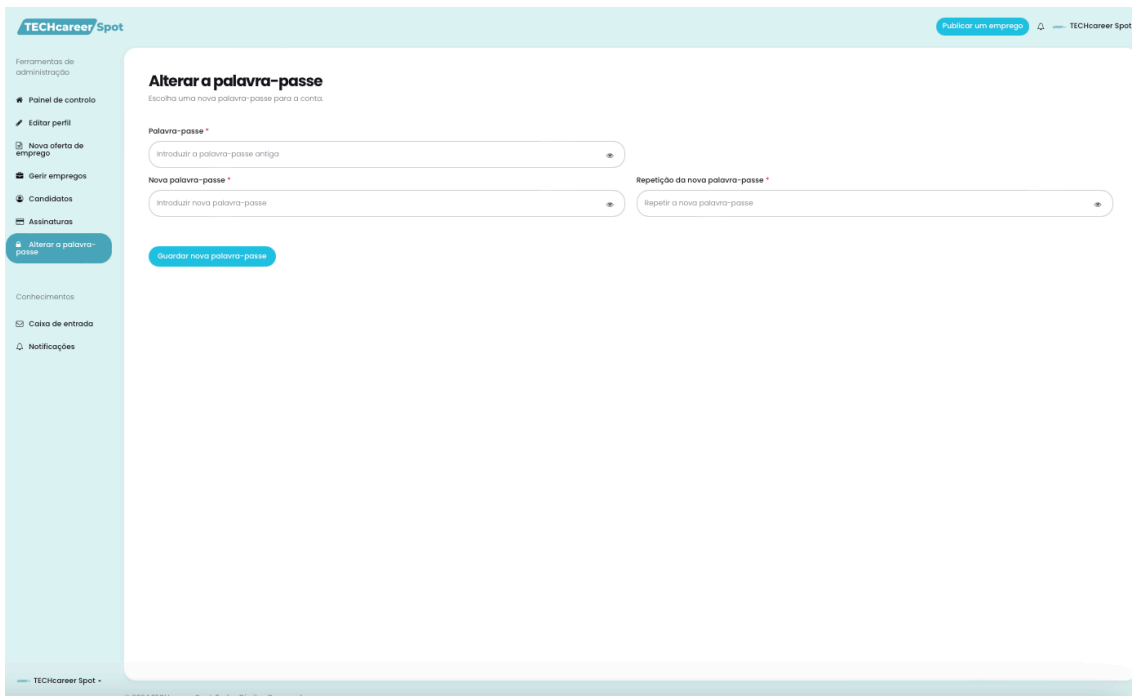 TECHcareer Spot
Publicar um emprego
TECHcareer Spot
Ferramentas de
administração
Painel de controlo
Editar perfil
Nova oferta de
emprego
Gerir empregos
Candidatos
Assinaturas
Alterar a palavra-
passe
Conhecimentos
Caixa de entrada
Notificações
TECHcareer Spot
Alterar a palavra-passe
Escolha uma nova palavra-passe para a conta.
Palavra-passe *
Introduzir a palavra-passe antiga
Nova palavra-passe *
Introduzir nova palavra-passe
Repetição da nova palavra-passe *
Repetir a nova palavra-passe
Guardar nova palavra-passe